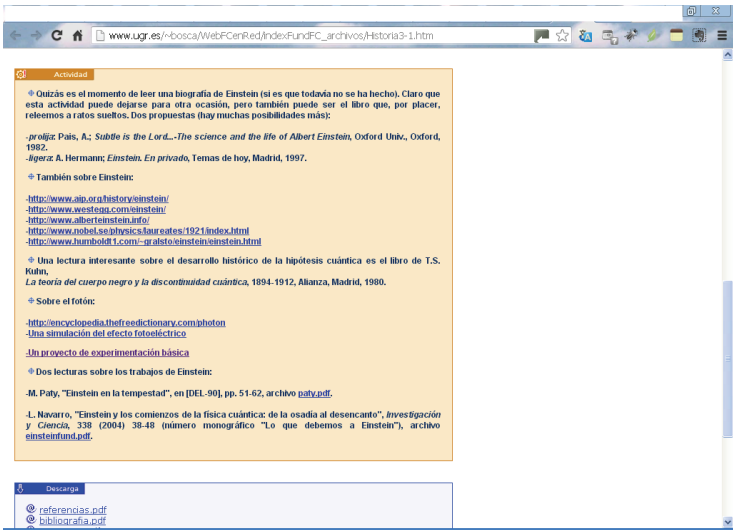 www.ugr.es/~bosca/WebFCenRed/indexFundFC_archivos/Historia3-1.htm
Actividad
Quizás es el momento de leer una biografía de Einstein (si es que todavía no se ha hecho). Claro que
esta actividad puede dejarse para otra ocasión, pero también puede ser el libro que, por placer,
releemos a ratos sueltos. Dos propuestas (hay muchas posibilidades más):
-prolija: Pais, A.; Subtle is the Lord...-The science and the life of Albert Einstein, Oxford Univ., Oxford,
1982.
-ligera: A. Hermann; Einstein. En privado, Temas de hoy, Madrid, 1997.
También sobre Einstein:
-http://www.aip.org/history/einstein/
-http://www.westegg.com/einstein/
-http://www.alberteinstein.info/
-http://www.nobel.se/physics/laureates/1921/index.html
-http://www.humboldt1.com/~gralsto/einstein/einstein.html
Una lectura interesante sobre el desarrollo histórico de la hipótesis cuántica es el libro de T.S.
Kuhn,
La teoría del cuerpo negro y la discontinuidad cuántica, 1894-1912, Alianza, Madrid, 1980.
Sobre el fotón:
-http://encyclopedia.thefreedictionary.com/photon
-Una simulación del efecto fotoeléctrico
-Un proyecto de experimentación básica
Dos lecturas sobre los trabajos de Einstein:
-M. Paty, "Einstein en la tempestad", en [DEL-90], pp. 51-62, archivo paty.pdf.
-L. Navarro, "Einstein y los comienzos de la física cuántica: de la osadía al desencanto", Investigación
y Ciencia, 338 (2004) 38-48 (número monográfico "Lo que debemos a Einstein"), archivo
einsteinfund.pdf.
Descarga
referencias.pdf
bibliografia.pdf